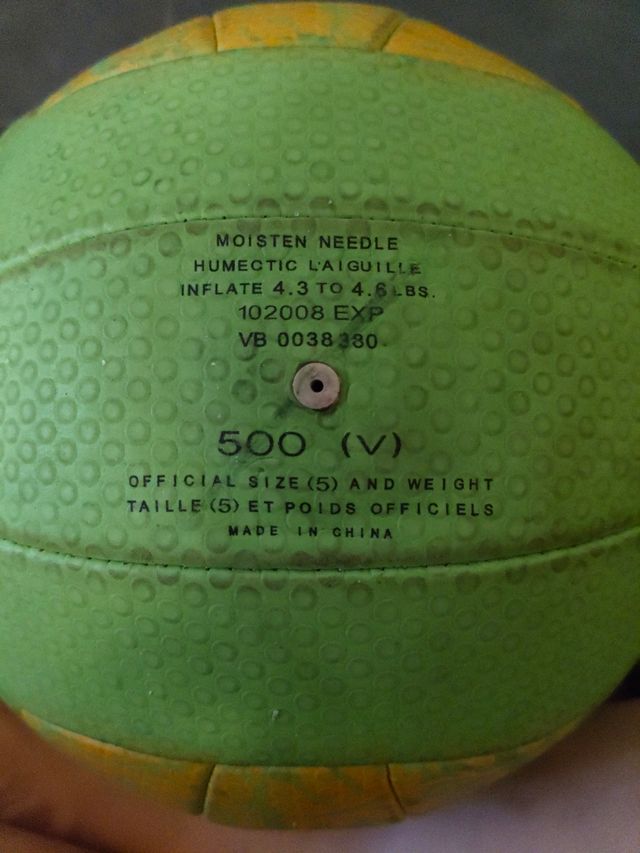 MOISTEN NEEDLE
HUMECTIC L'AIGUILLE
INFLATE 4.3 TO 4.6 LBS.
102008 EXP
VB 0038380
500 (V)
OFFICIAL SIZE (5) AND WEIGHT
TAILLE (5) ET POIDS OFFICIELS
MADE IN CHINA